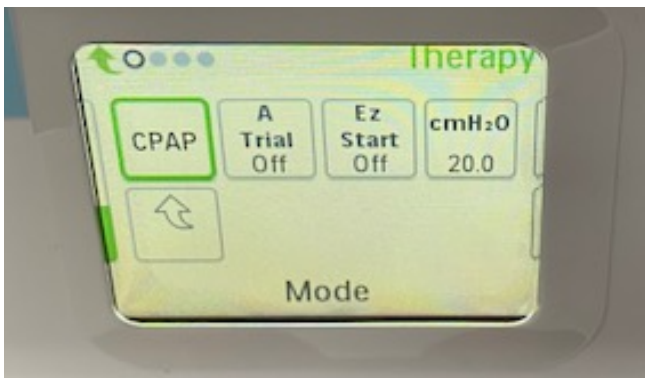 Therapy
CPAP
A
Trial
Off
Ez
Start
Off
cmH₂O
20.0
Mode